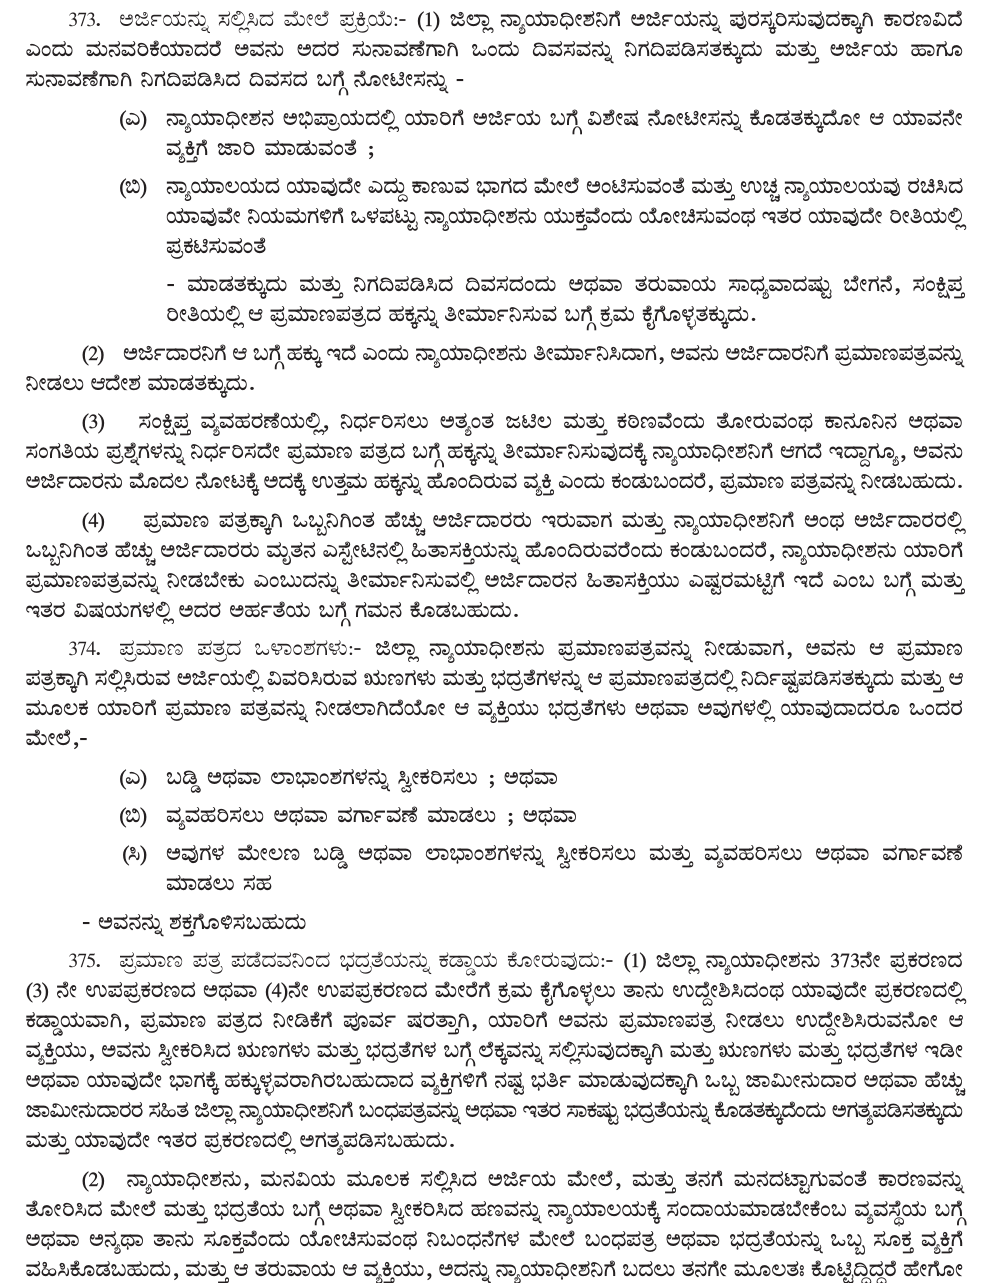 373. ಅರ್ಜಿಯನ್ನು ಸಲ್ಲಿಸಿದ ಮೇಲೆ ಪ್ರಕ್ರಿಯೆ:- (1) ಜಿಲ್ಲಾ ನ್ಯಾಯಾಧೀಶನಿಗೆ ಅರ್ಜಿಯನ್ನು ಪುರಸ್ಕರಿಸುವುದಕ್ಕಾಗಿ ಕಾರಣವಿದೆ
ಎಂದು ಮನವರಿಕೆಯಾದರೆ ಅವನು ಅದರ ಸುನಾವಣೆಗಾಗಿ ಒಂದು ದಿವಸವನ್ನು ನಿಗದಿಪಡಿಸತಕ್ಕುದು ಮತ್ತು ಅರ್ಜಿಯ ಹಾಗೂ
ಸುನಾವಣೆಗಾಗಿ ನಿಗದಿಪಡಿಸಿದ ದಿವಸದ ಬಗ್ಗೆ ನೋಟೀಸನ್ನು -
(ಎ) ನ್ಯಾಯಾಧೀಶನ ಅಭಿಪ್ರಾಯದಲ್ಲಿ ಯಾರಿಗೆ ಅರ್ಜಿಯ ಬಗ್ಗೆ ವಿಶೇಷ ನೋಟೀಸನ್ನು ಕೊಡತಕ್ಕುದೋ ಆ ಯಾವನೇ
ವ್ಯಕ್ತಿಗೆ ಜಾರಿ ಮಾಡುವಂತೆ ;
(ಬಿ) ನ್ಯಾಯಾಲಯದ ಯಾವುದೇ ಎದ್ದು ಕಾಣುವ ಭಾಗದ ಮೇಲೆ ಅಂಟಿಸುವಂತೆ ಮತ್ತು ಉಚ್ಚ ನ್ಯಾಯಾಲಯವು ರಚಿಸಿದ
ಯಾವುವೇ ನಿಯಮಗಳಿಗೆ ಒಳಪಟ್ಟು ನ್ಯಾಯಾಧೀಶನು ಯುಕ್ತವೆಂದು ಯೋಚಿಸುವಂಥ ಇತರ ಯಾವುದೇ ರೀತಿಯಲ್ಲಿ
ಪ್ರಕಟಿಸುವಂತೆ
- ಮಾಡತಕ್ಕುದು ಮತ್ತು ನಿಗದಿಪಡಿಸಿದ ದಿವಸದಂದು ಅಥವಾ ತರುವಾಯ ಸಾಧ್ಯವಾದಷ್ಟು ಬೇಗನೆ, ಸಂಕ್ಷಿಪ್ತ
ರೀತಿಯಲ್ಲಿ ಆ ಪ್ರಮಾಣಪತ್ರದ ಹಕ್ಕನ್ನು ತೀರ್ಮಾನಿಸುವ ಬಗ್ಗೆ ಕ್ರಮ ಕೈಗೊಳ್ಳತಕ್ಕುದು.
(2) ಅರ್ಜಿದಾರನಿಗೆ ಆ ಬಗ್ಗೆ ಹಕ್ಕು ಇದೆ ಎಂದು ನ್ಯಾಯಾಧೀಶನು ತೀರ್ಮಾನಿಸಿದಾಗ, ಅವನು ಅರ್ಜಿದಾರನಿಗೆ ಪ್ರಮಾಣಪತ್ರವನ್ನು
ನೀಡಲು ಆದೇಶ ಮಾಡತಕ್ಕುದು.
(3) ಸಂಕ್ಷಿಪ್ತ ವ್ಯವಹರಣೆಯಲ್ಲಿ, ನಿರ್ಧರಿಸಲು ಅತ್ಯಂತ ಜಟಿಲ ಮತ್ತು ಕಠಿಣವೆಂದು ತೋರುವಂಥ ಕಾನೂನಿನ ಅಥವಾ
ಸಂಗತಿಯ ಪ್ರಶ್ನೆಗಳನ್ನು ನಿರ್ಧರಿಸದೇ ಪ್ರಮಾಣ ಪತ್ರದ ಬಗ್ಗೆ ಹಕ್ಕನ್ನು ತೀರ್ಮಾನಿಸುವುದಕ್ಕೆ ನ್ಯಾಯಾಧೀಶನಿಗೆ ಆಗದೆ ಇದ್ದಾಗ್ಯೂ, ಅವನು
ಅರ್ಜಿದಾರನು ಮೊದಲ ನೋಟಕ್ಕೆ ಅದಕ್ಕೆ ಉತ್ತಮ ಹಕ್ಕನ್ನು ಹೊಂದಿರುವ ವ್ಯಕ್ತಿ ಎಂದು ಕಂಡುಬಂದರೆ, ಪ್ರಮಾಣ ಪತ್ರವನ್ನು ನೀಡಬಹುದು.
(4) ಪ್ರಮಾಣ ಪತ್ರಕ್ಕಾಗಿ ಒಬ್ಬನಿಗಿಂತ ಹೆಚ್ಚು ಅರ್ಜಿದಾರರು ಇರುವಾಗ ಮತ್ತು ನ್ಯಾಯಾಧೀಶನಿಗೆ ಅಂಥ ಅರ್ಜಿದಾರರಲ್ಲಿ
ಒಬ್ಬನಿಗಿಂತ ಹೆಚ್ಚು ಅರ್ಜಿದಾರರು ಮೃತನ ಎಸ್ಟೇಟಿನಲ್ಲಿ ಹಿತಾಸಕ್ತಿಯನ್ನು ಹೊಂದಿರುವರೆಂದು ಕಂಡುಬಂದರೆ, ನ್ಯಾಯಾಧೀಶನು ಯಾರಿಗೆ
ಪ್ರಮಾಣಪತ್ರವನ್ನು ನೀಡಬೇಕು ಎಂಬುದನ್ನು ತೀರ್ಮಾನಿಸುವಲ್ಲಿ ಅರ್ಜಿದಾರನ ಹಿತಾಸಕ್ತಿಯು ಎಷ್ಟರಮಟ್ಟಿಗೆ ಇದೆ ಎಂಬ ಬಗ್ಗೆ ಮತ್ತು
ಇತರ ವಿಷಯಗಳಲ್ಲಿ ಅದರ ಅರ್ಹತೆಯ ಬಗ್ಗೆ ಗಮನ ಕೊಡಬಹುದು.
374. ಪ್ರಮಾಣ ಪತ್ರದ ಒಳಾಂಶಗಳು:- ಜಿಲ್ಲಾ ನ್ಯಾಯಾಧೀಶನು ಪ್ರಮಾಣಪತ್ರವನ್ನು ನೀಡುವಾಗ, ಅವನು ಆ ಪ್ರಮಾಣ
ಪತ್ರಕ್ಕಾಗಿ ಸಲ್ಲಿಸಿರುವ ಅರ್ಜಿಯಲ್ಲಿ ವಿವರಿಸಿರುವ ಋಣಗಳು ಮತ್ತು ಭದ್ರತೆಗಳನ್ನು ಆ ಪ್ರಮಾಣಪತ್ರದಲ್ಲಿ ನಿರ್ದಿಷ್ಟಪಡಿಸತಕ್ಕುದು ಮತ್ತು ಆ
ಮೂಲಕ ಯಾರಿಗೆ ಪ್ರಮಾಣ ಪತ್ರವನ್ನು ನೀಡಲಾಗಿದೆಯೋ ಆ ವ್ಯಕ್ತಿಯು ಭದ್ರತೆಗಳು ಅಥವಾ ಅವುಗಳಲ್ಲಿ ಯಾವುದಾದರೂ ಒಂದರ
ಮೇಲೆ,-
(ಎ) ಬಡ್ಡಿ ಅಥವಾ ಲಾಭಾಂಶಗಳನ್ನು ಸ್ವೀಕರಿಸಲು ; ಅಥವಾ
(ಬಿ) ವ್ಯವಹರಿಸಲು ಅಥವಾ ವರ್ಗಾವಣೆ ಮಾಡಲು ; ಅಥವಾ
(ಸಿ) ಅವುಗಳ ಮೇಲಣ ಬಡ್ಡಿ ಅಥವಾ ಲಾಭಾಂಶಗಳನ್ನು ಸ್ವೀಕರಿಸಲು ಮತ್ತು ವ್ಯವಹರಿಸಲು ಅಥವಾ ವರ್ಗಾವಣೆ
ಮಾಡಲು ಸಹ
- ಅವನನ್ನು ಶಕ್ತಗೊಳಿಸಬಹುದು
375. ಪ್ರಮಾಣ ಪತ್ರ ಪಡೆದವನಿಂದ ಭದ್ರತೆಯನ್ನು ಕಡ್ಡಾಯ ಕೋರುವುದು:- (1) ಜಿಲ್ಲಾ ನ್ಯಾಯಾಧೀಶನು 373ನೇ ಪ್ರಕರಣದ
(3) ನೇ ಉಪಪ್ರಕರಣದ ಅಥವಾ (4)ನೇ ಉಪಪ್ರಕರಣದ ಮೇರೆಗೆ ಕ್ರಮ ಕೈಗೊಳ್ಳಲು ತಾನು ಉದ್ದೇಶಿಸಿದಂಥ ಯಾವುದೇ ಪ್ರಕರಣದಲ್ಲಿ
ಕಡ್ಡಾಯವಾಗಿ, ಪ್ರಮಾಣ ಪತ್ರದ ನೀಡಿಕೆಗೆ ಪೂರ್ವ ಷರತ್ತಾಗಿ, ಯಾರಿಗೆ ಅವನು ಪ್ರಮಾಣಪತ್ರ ನೀಡಲು ಉದ್ದೇಶಿಸಿರುವನೋ ಆ
ವ್ಯಕ್ತಿಯು, ಅವನು ಸ್ವೀಕರಿಸಿದ ಋಣಗಳು ಮತ್ತು ಭದ್ರತೆಗಳ ಬಗ್ಗೆ ಲೆಕ್ಕವನ್ನು ಸಲ್ಲಿಸುವುದಕ್ಕಾಗಿ ಮತ್ತು ಋಣಗಳು ಮತ್ತು ಭದ್ರತೆಗಳ ಇಡೀ
ಅಥವಾ ಯಾವುದೇ ಭಾಗಕ್ಕೆ ಹಕ್ಕುಳ್ಳವರಾಗಿರಬಹುದಾದ ವ್ಯಕ್ತಿಗಳಿಗೆ ನಷ್ಟ ಭರ್ತಿ ಮಾಡುವುದಕ್ಕಾಗಿ ಒಬ್ಬ ಜಾಮೀನುದಾರ ಅಥವಾ ಹೆಚ್ಚು
ಜಾಮೀನುದಾರರ ಸಹಿತ ಜಿಲ್ಲಾ ನ್ಯಾಯಾಧೀಶನಿಗೆ ಬಂಧಪತ್ರವನ್ನು ಅಥವಾ ಇತರ ಸಾಕಷ್ಟು ಭದ್ರತೆಯನ್ನು ಕೊಡತಕ್ಕುದೆಂದು ಅಗತ್ಯಪಡಿಸತಕ್ಕುದು
ಮತ್ತು ಯಾವುದೇ ಇತರ ಪ್ರಕರಣದಲ್ಲಿ ಅಗತ್ಯಪಡಿಸಬಹುದು.
(2) ನ್ಯಾಯಾಧೀಶನು, ಮನವಿಯ ಮೂಲಕ ಸಲ್ಲಿಸಿದ ಅರ್ಜಿಯ ಮೇಲೆ, ಮತ್ತು ತನಗೆ ಮನದಟ್ಟಾಗುವಂತೆ ಕಾರಣವನ್ನು
ತೋರಿಸಿದ ಮೇಲೆ ಮತ್ತು ಭದ್ರತೆಯ ಬಗ್ಗೆ ಅಥವಾ ಸ್ವೀಕರಿಸಿದ ಹಣವನ್ನು ನ್ಯಾಯಾಲಯಕ್ಕೆ ಸಂದಾಯಮಾಡಬೇಕೆಂಬ ವ್ಯವಸ್ಥೆಯ ಬಗ್ಗೆ
ಅಥವಾ ಅನ್ಯಥಾ ತಾನು ಸೂಕ್ತವೆಂದು ಯೋಚಿಸುವಂಥ ನಿಬಂಧನೆಗಳ ಮೇಲೆ ಬಂಧಪತ್ರ ಅಥವಾ ಭದ್ರತೆಯನ್ನು ಒಬ್ಬ ಸೂಕ್ತ ವ್ಯಕ್ತಿಗೆ
ವಹಿಸಿಕೊಡಬಹುದು, ಮತ್ತು ಆ ತರುವಾಯ ಆ ವ್ಯಕ್ತಿಯು, ಅದನ್ನು ನ್ಯಾಯಾಧೀಶನಿಗೆ ಬದಲು ತನಗೇ ಮೂಲತಃ ಕೊಟ್ಟಿದ್ದಿದ್ದರೆ ಹೇಗೋ